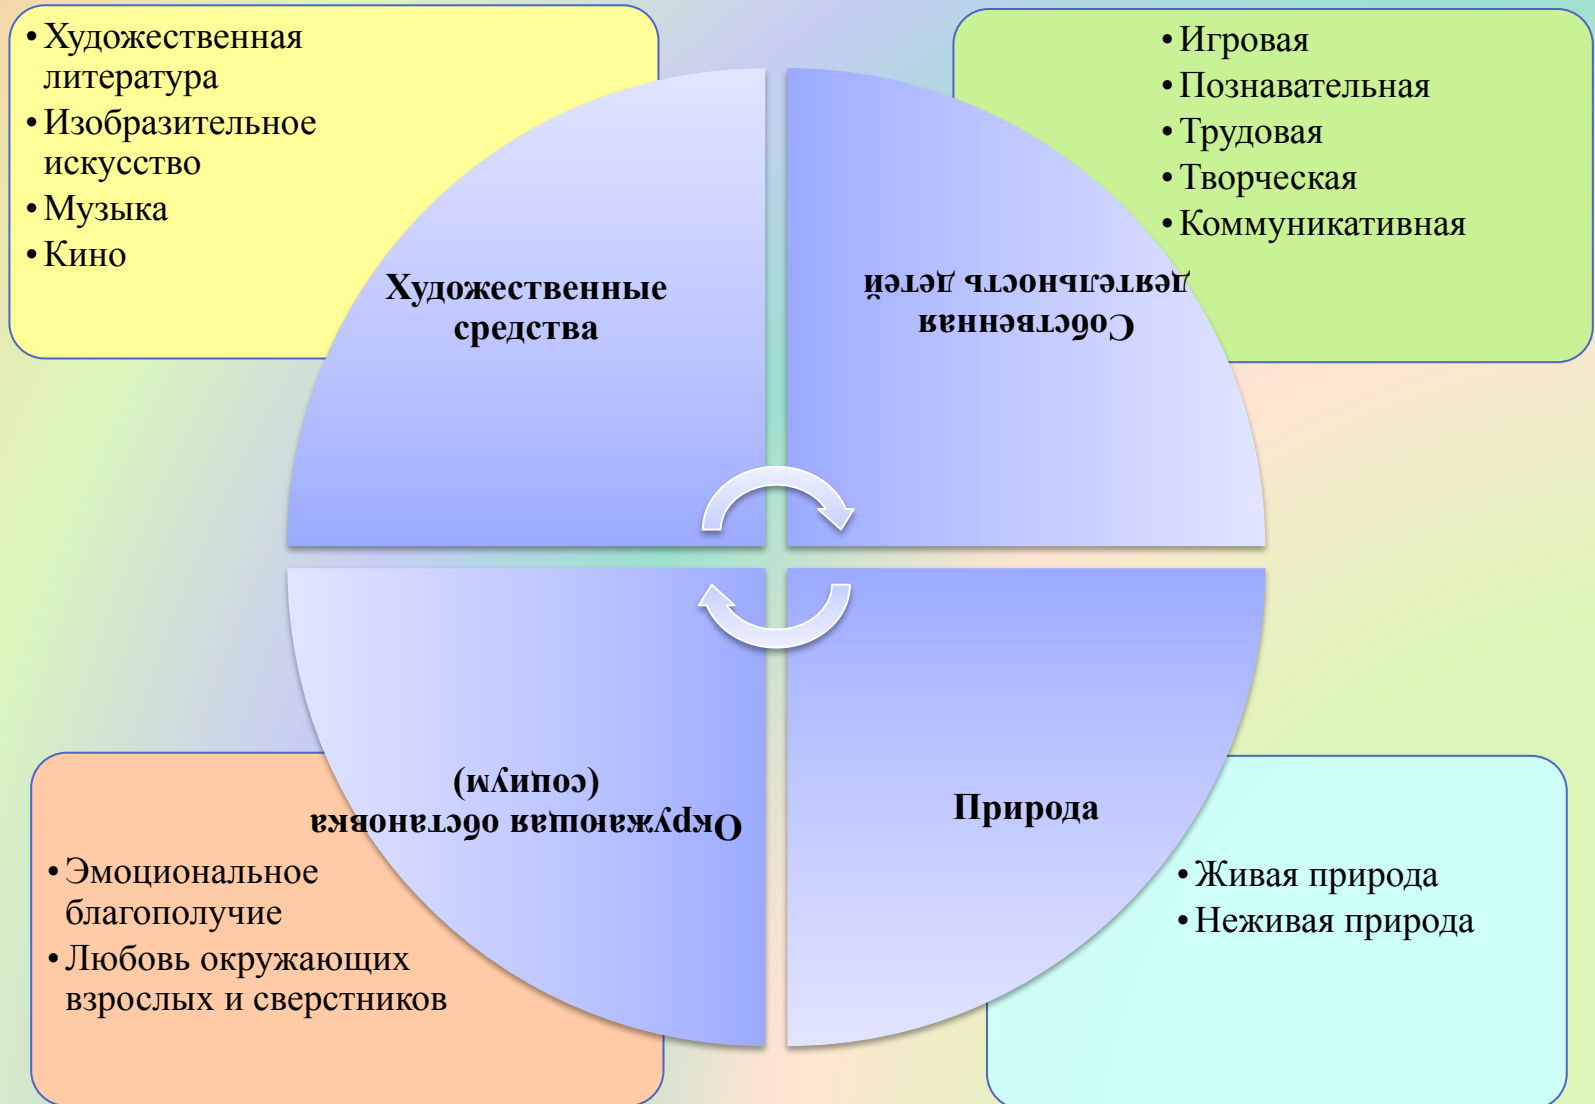 • Художественная
литература
• Изобразительное
искусство
• Музыка
• Кино
Художественные
средства
• Игровая
• Познавательная
• Трудовая
• Творческая
• Коммуникативная
Собственная
деятельность детей
Окружающая обстановка
(социум)
• Эмоциональное
благополучие
• Любовь окружающих
взрослых и сверстников
Природа
• Живая природа
• Неживая природа